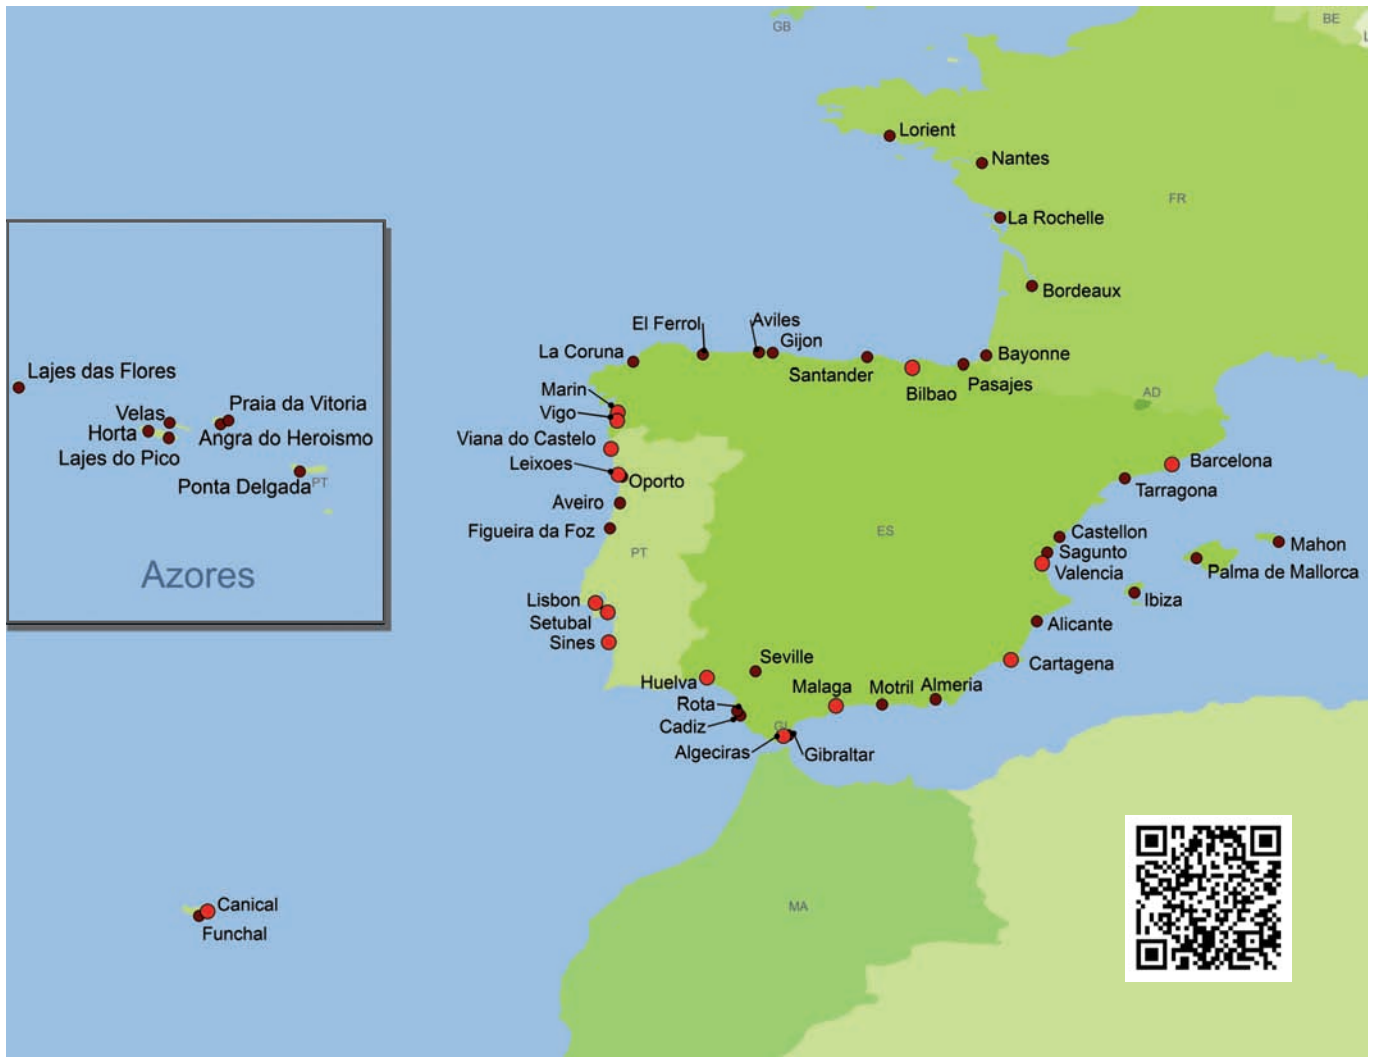 GB
BE
Lorient
Nantes
FR
La Rochelle
Bordeaux
El Ferrol
Aviles
Gijon
La Coruna
Santander
Bilbao
Pasajes
Bayonne
AD
Marin
Vigo
Viana do Castelo
Leixoes
Oporto
Aveiro
Figueira da Foz
PT
ES
Barcelona
Tarragona
Castellon
Sagunto
Valencia
Mahon
Palma de Mallorca
Ibiza
Alicante
Cartagena
Lisbon
Setubal
Sines
Seville
Huelva
Malaga
Motril
Almeria
Rota
Cadiz
GI
Algeciras
Gibraltar
Lajes das Flores
Velas
Praia da Vitoria
Horta
Angra do Heroismo
Lajes do Pico
Ponta Delgada
PT
Azores
MA
Canical
Funchal